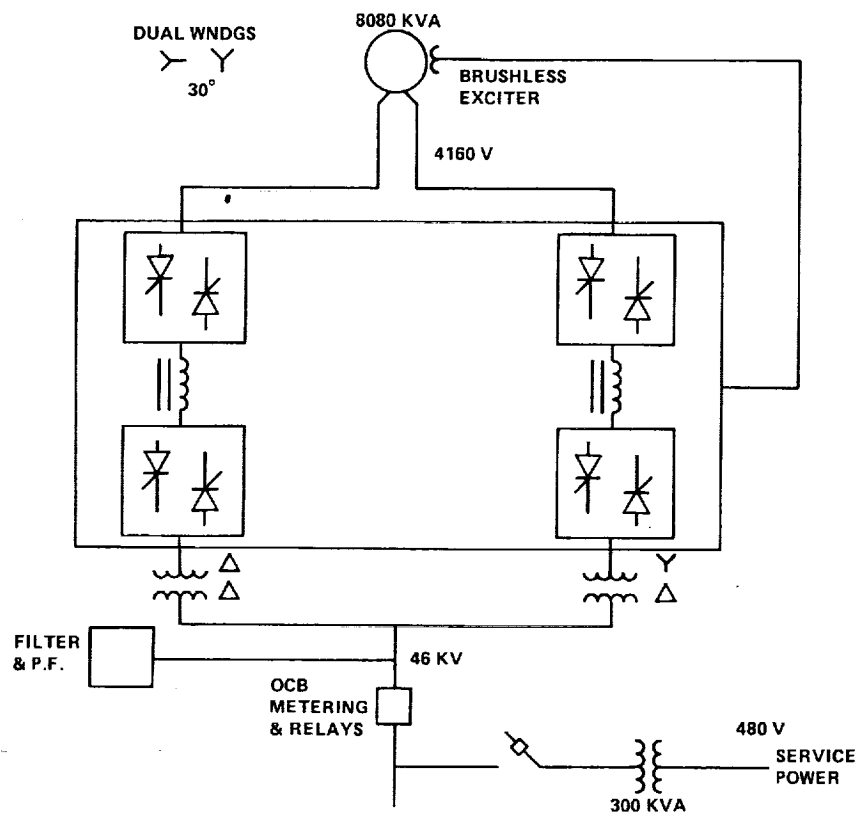 8080 KVA
DUAL WNDGS
30°
BRUSHLESS
EXCITER
4160 V
FILTER
& P.F.
46 KV
OCB
METERING
& RELAYS
480 V
SERVICE
POWER
300 KVA